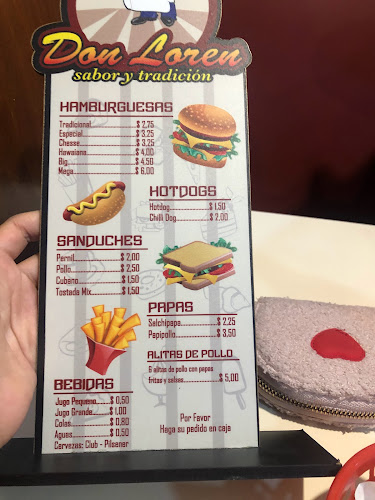 Don Loren
sabor y tradición
HAMBURGUESAS
Tradicional................$ 2,75
Especial....................$ 3,25
Chesse......................$ 3,25
Hawaiana..................$ 4,00
Big............................$ 4,50
Mega........................$ 6,00
HOTDOGS
Hotdog..................$ 1,50
Chilli Dog...............$ 2,00
SANDUCHES
Pernil..................$ 2,00
Pollo...................$ 2,50
Cubano...............$ 1,50
Tostada Mix........$ 1,50
PAPAS
Salchipapa..............$ 2,25
Papipollo..................$ 3,50
ALITAS DE POLLO
6 alitas de pollo con papas
fritas y salsas.............$ 5,00
BEBIDAS
Jugo Pequeño.....$ 0,50
Jugo Grande........$ 1,00
Colas...................$ 0,80
Aguas..................$ 0,50
Cervezas: Club - Pilsener
Por Favor
Haga su pedido en caja